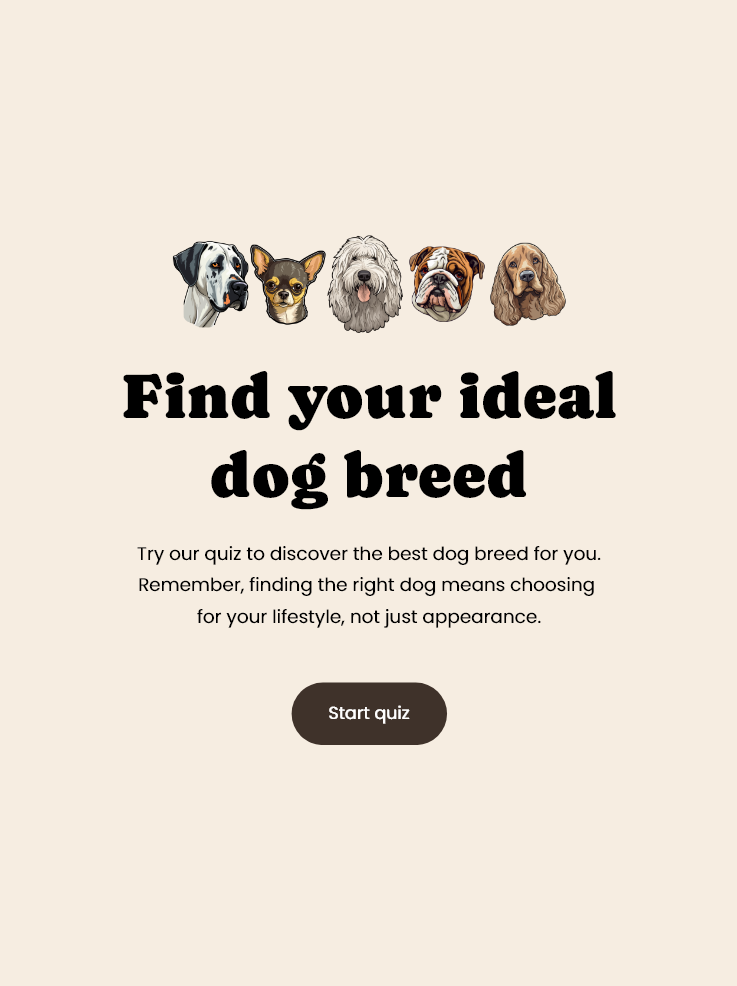 Find your ideal
dog breed
Try our quiz to discover the best dog breed for you.
Remember, finding the right dog means choosing
for your lifestyle, not just appearance.
Start quiz